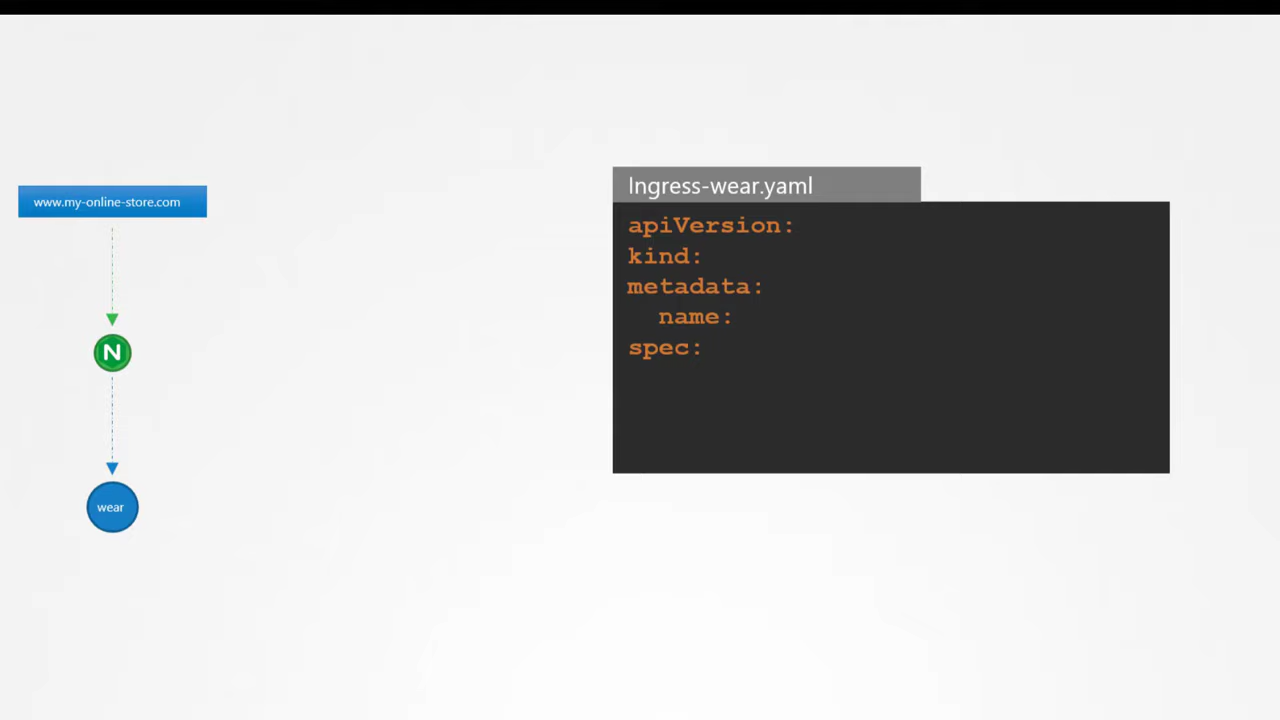 www.my-online-store.com
N
wear
Ingress-wear.yaml
apiVersion:
kind:
metadata:
  name:
spec: